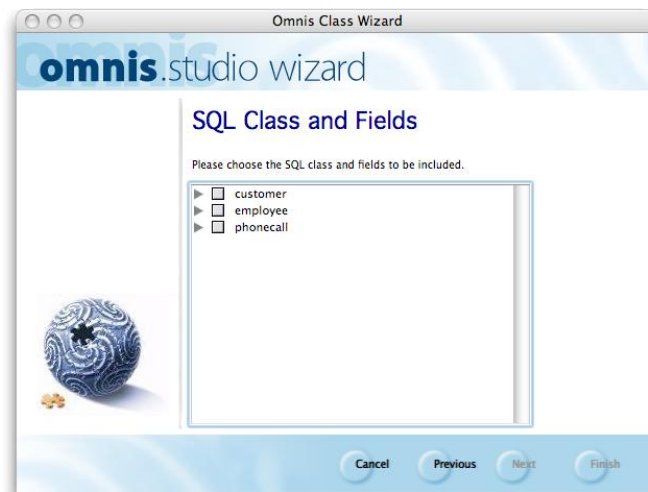 Omnis Class Wizard
omnis.studio wizard
SQL Class and Fields
Please choose the SQL class and fields to be included.
customer
employee
phonecall
Cancel Previous Next Finish